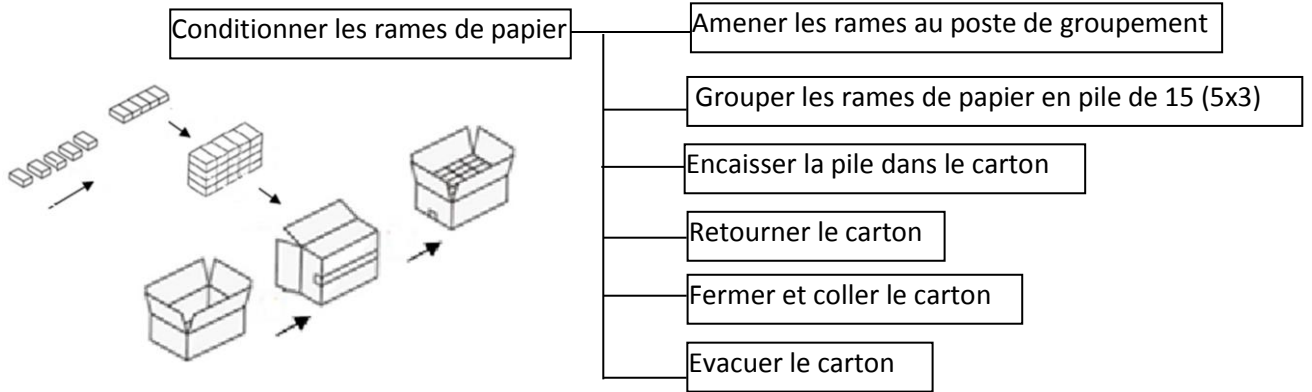 Conditionner les rames de papier
Amener les rames au poste de groupement
Grouper les rames de papier en pile de 15 (5x3)
Encaisser la pile dans le carton
Retourner le carton
Fermer et coller le carton
Evacuer le carton